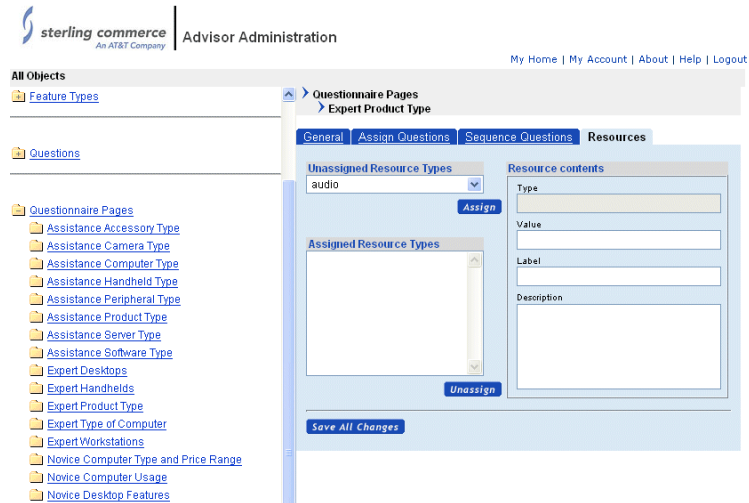 sterling commerce
An AT&T Company
Advisor Administration
My Home | My Account | About | Help | Logout
All Objects
Feature Types
Questions
Questionnaire Pages
Assistance Accessory Type
Assistance Camera Type
Assistance Computer Type
Assistance Handheld Type
Assistance Peripheral Type
Assistance Product Type
Assistance Server Type
Assistance Software Type
Expert Desktops
Expert Handhelds
Expert Product Type
Expert Type of Computer
Expert Workstations
Novice Computer Type and Price Range
Novice Computer Usage
Novice Desktop Features
Questionnaire Pages
Expert Product Type
General
Assign Questions
Sequence Questions
Resources
Unassigned Resource Types
audio
Assign
Assigned Resource Types
Unassign
Resource contents
Type
Value
Label
Description
Save All Changes